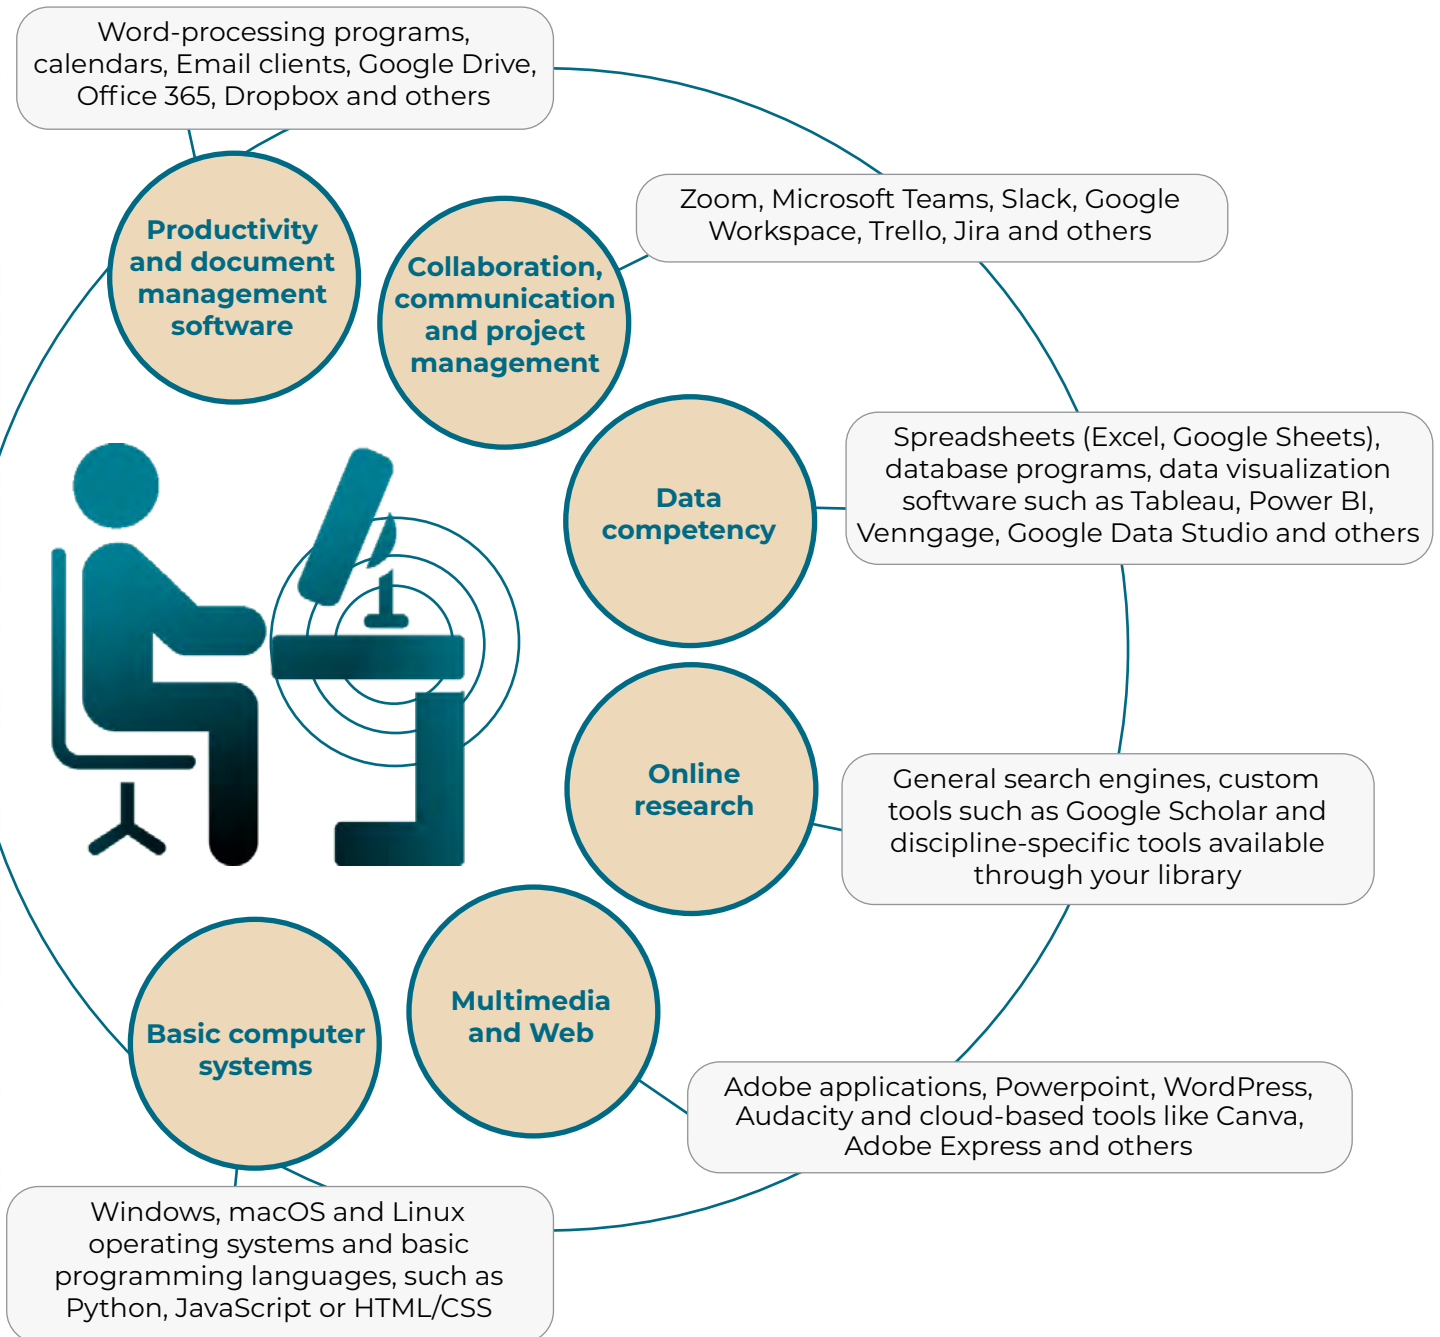 Word-processing programs,
calendars, Email clients, Google Drive,
Office 365, Dropbox and others
Productivity
and document
management
software
Zoom, Microsoft Teams, Slack, Google
Workspace, Trello, Jira and others
Collaboration,
communication
and project
management
Spreadsheets (Excel, Google Sheets),
database programs, data visualization
software such as Tableau, Power BI,
Venngage, Google Data Studio and others
Data
competency
Online
research
General search engines, custom
tools such as Google Scholar and
discipline-specific tools available
through your library
Multimedia
and Web
Adobe applications, Powerpoint, WordPress,
Audacity and cloud-based tools like Canva,
Adobe Express and others
Basic computer
systems
Windows, macOS and Linux
operating systems and basic
programming languages, such as
Python, JavaScript or HTML/CSS